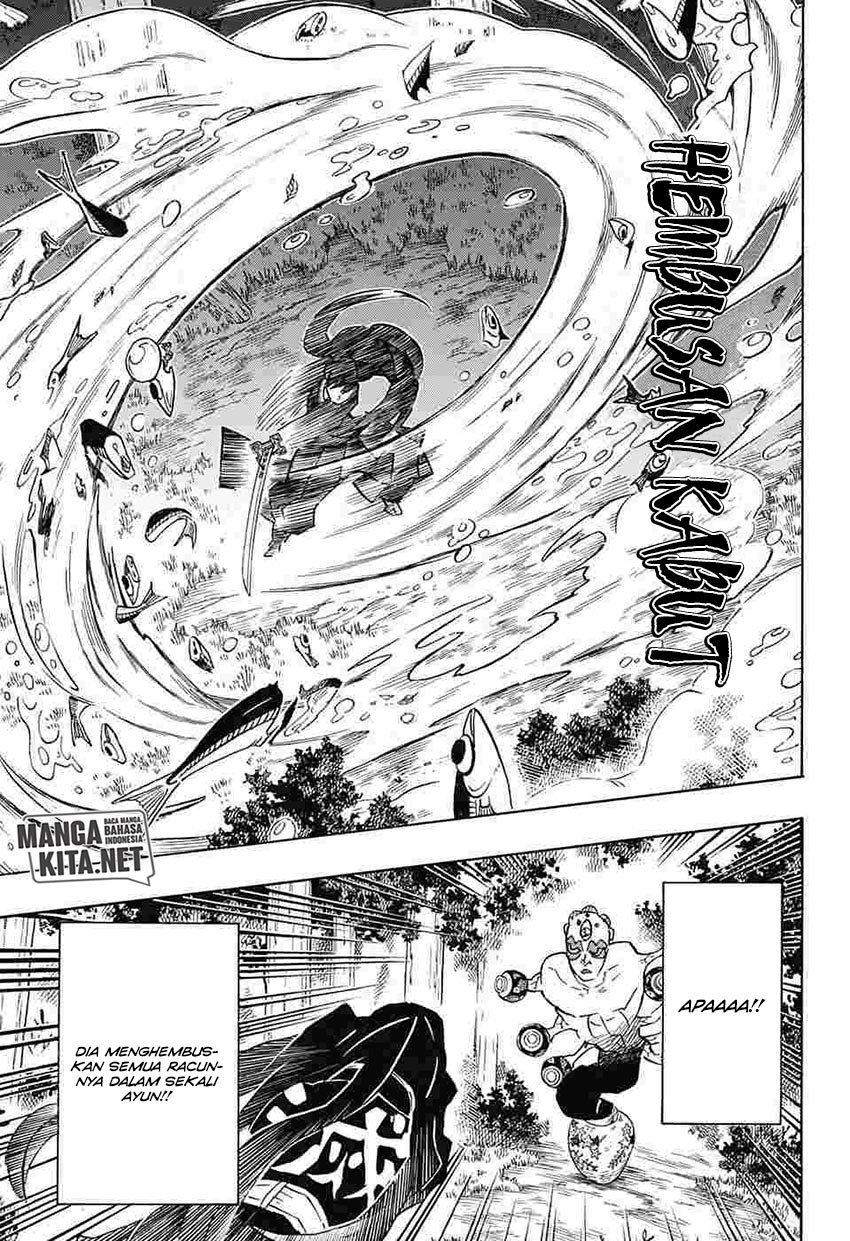 HEMBUSAN KABUT
MANGA
KITA.NET
BACA MANGA
BAHASA
INDONESIA
APAAAA!!
DIA MENGHEMBUS-
KAN SEMUA RACUN-
NYA DALAM SEKALI
AYUN!!
滅